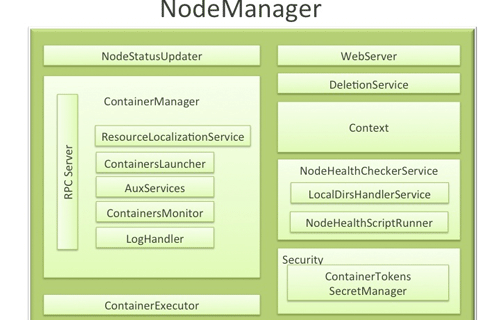 NodeManager
NodeStatusUpdater
ContainerManager
RPC Server
ResourceLocalizationService
ContainersLauncher
AuxServices
ContainersMonitor
LogHandler
ContainerExecutor
WebServer
DeletionService
Context
NodeHealthCheckerService
LocalDirsHandlerService
NodeHealthScriptRunner
Security
ContainerTokens
SecretManager